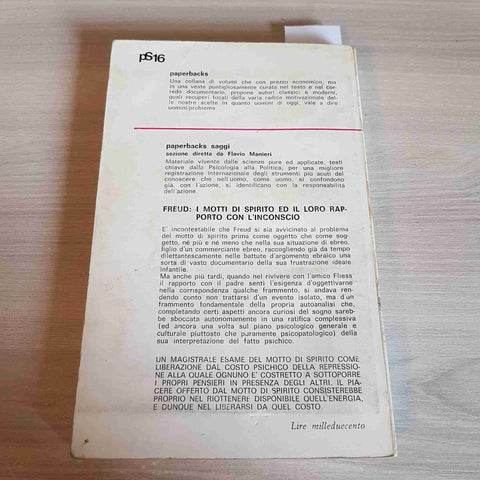 pS16
paperbacks
Una collana di volumi che con prezzo economico, ma
in una veste puntigliosamente curata nel testo e nel cor-
redo documentario, propone autori classici e moderni,
quali recuperi focali della varia radice motivazionale del-
le nostre scelte in quanto uomini di oggi, vale a dire
uomini/problema.
paperbacks saggi
sezione diretta da Flavio Manieri
Materiale vivente dalle scienze pure ed applicate, testi
chiave dalla Psicologia alla Politica, per una migliore
registrazione internazionale degli strumenti più acuti del
conoscere che nell'uomo, come uomo, si confondono
già, con l'azione, si identificano con la responsabilità
dell'azione.
FREUD: I MOTTI DI SPIRITO ED IL LORO RAP-
PORTO CON L'INCONSCIO
E' incontestabile che Freud si sia avvicinato al problema
del motto di spirito prima come oggetto che come sog-
getto, né più e né meno che nella sua situazione di ebreo,
figlio d'un commerciante ebreo, raccogliendo già da tempo
dilettantescamente nelle battute d'argomento ebraico una
sorta di vasto documentario della sua frustrazione ideale
infantile.
Ma anche più tardi, quando nel rivivere con l'amico Fliess
il rapporto con il padre sentì l'esigenza d'oggettivarne
nella corrispondenza qualche frammento, si andava ren-
dendo conto non trattarsi d'un evento isolato, ma d'un
frammento fondamentale della propria autoanalisi che,
completando certi aspetti ancora curiosi del sogno sareb-
be sboccata autonomamente in una ratifica complessiva
(ed ancora una volta sul piano psicologico generale e
culturale piuttosto che puramente psicopatologico) della
sua interpretazione del fatto psichico.
UN MAGISTRALE ESAME DEL MOTTO DI SPIRITO COME
LIBERAZIONE DAL COSTO PSICHICO DELLA REPRESSIO-
NE ALLA QUALE OGNUNO E' COSTRETTO A SOTTOPORRE
I PROPRI PENSIERI IN PRESENZA DEGLI ALTRI. IL PIA-
CERE OFFERTO DAL MOTTO DI SPIRITO CONSISTEREBBE
PROPRIO NEL RIOTTENERE DISPONIBILE QUELL'ENERGIA,
E DUNQUE NEL LIBERARSI DA QUEL COSTO.
Lire milleduecento